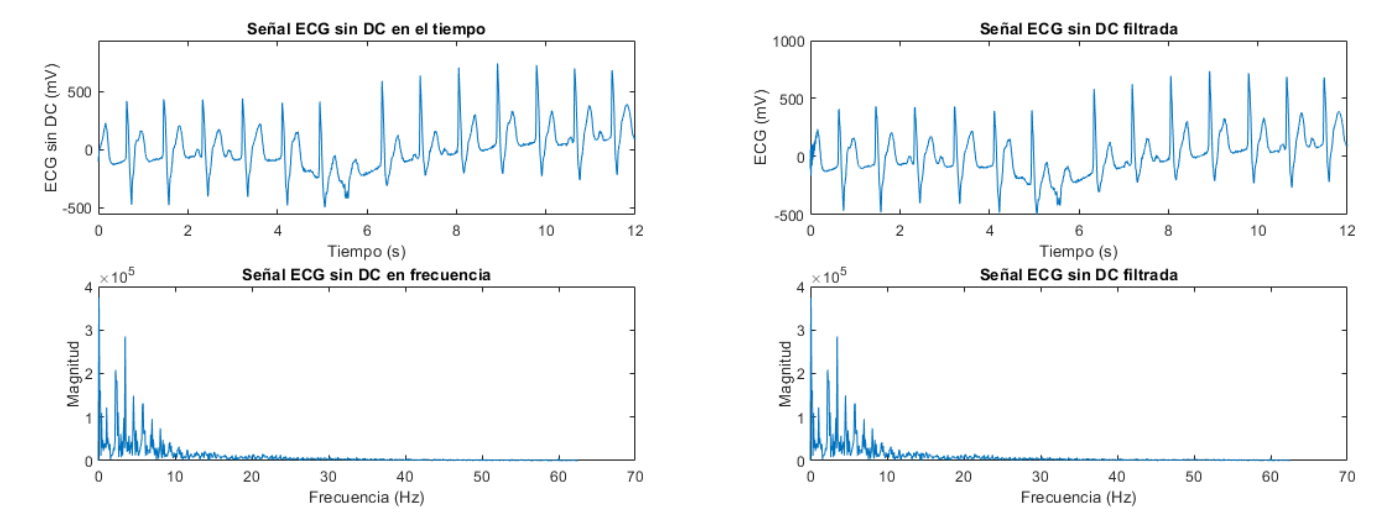 Señal ECG sin DC en el tiempo
ECG sin DC (mV)
500
0
-500
0 2 4 6 8 10 12
Tiempo (s)
Señal ECG sin DC filtrada
ECG (mV)
1000
500
0
-500
0 2 4 6 8 10 12
Tiempo (s)
Señal ECG sin DC en frecuencia
×10⁵
Magnitud
4
3
2
1
0
0 10 20 30 40 50 60 70
Frecuencia (Hz)
Señal ECG sin DC filtrada
×10⁵
Magnitud
4
3
2
1
0
0 10 20 30 40 50 60 70
Frecuencia (Hz)